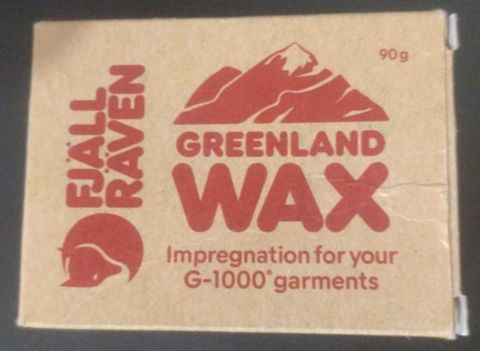 90g
FJÄLL
RÄVEN
GREENLAND
WAX
Impregnation for your
G-1000® garments